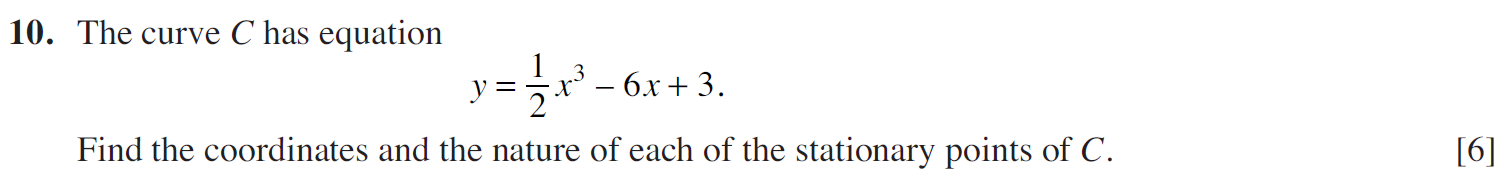 10. The curve C has equation
y = 1/2 x³ – 6x + 3.
Find the coordinates and the nature of each of the stationary points of C. [6]